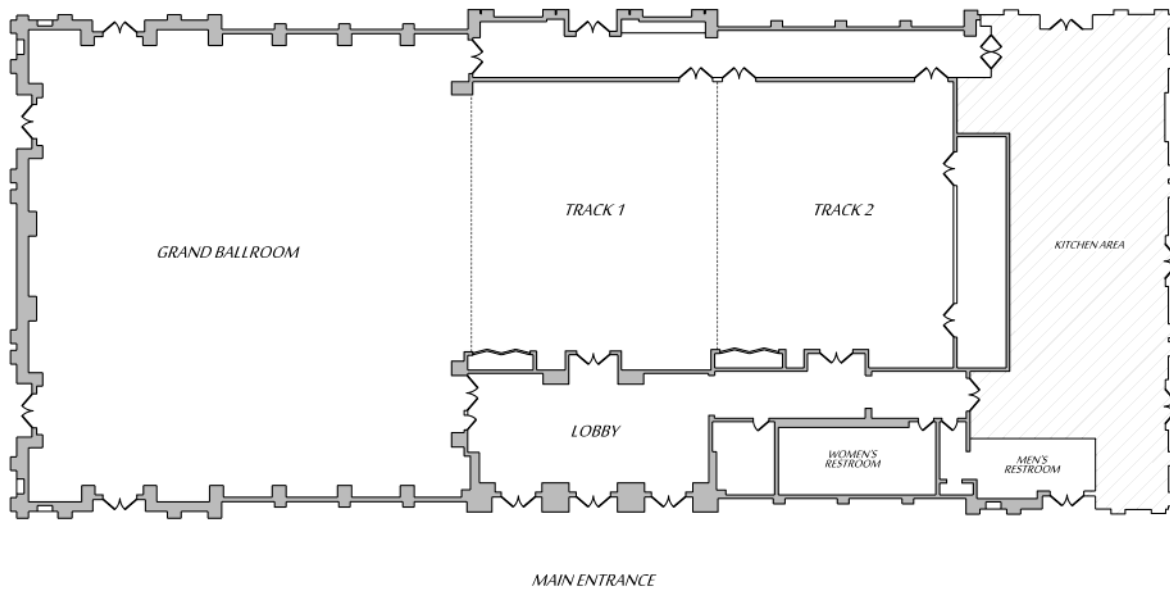 TRACK 1
TRACK 2
GRAND BALLROOM
KITCHEN AREA
LOBBY
WOMEN'S
RESTROOM
MEN'S
RESTROOM
MAIN ENTRANCE